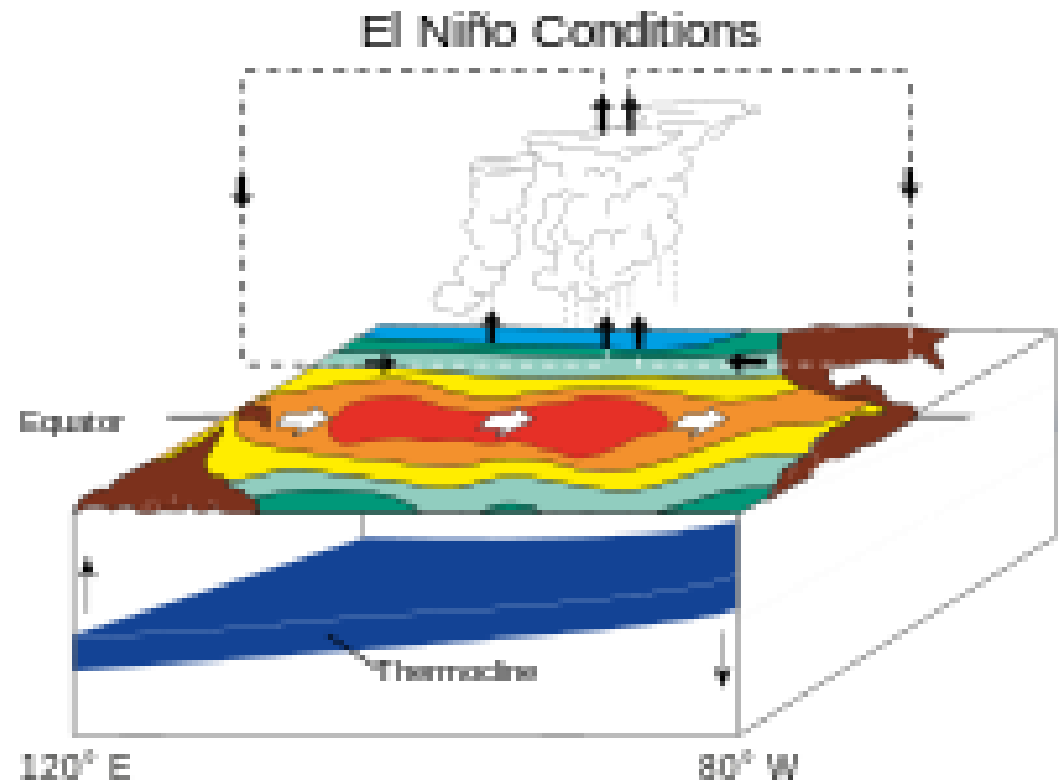 El Niño Conditions
Equator
Thermocline
120° E
80° W